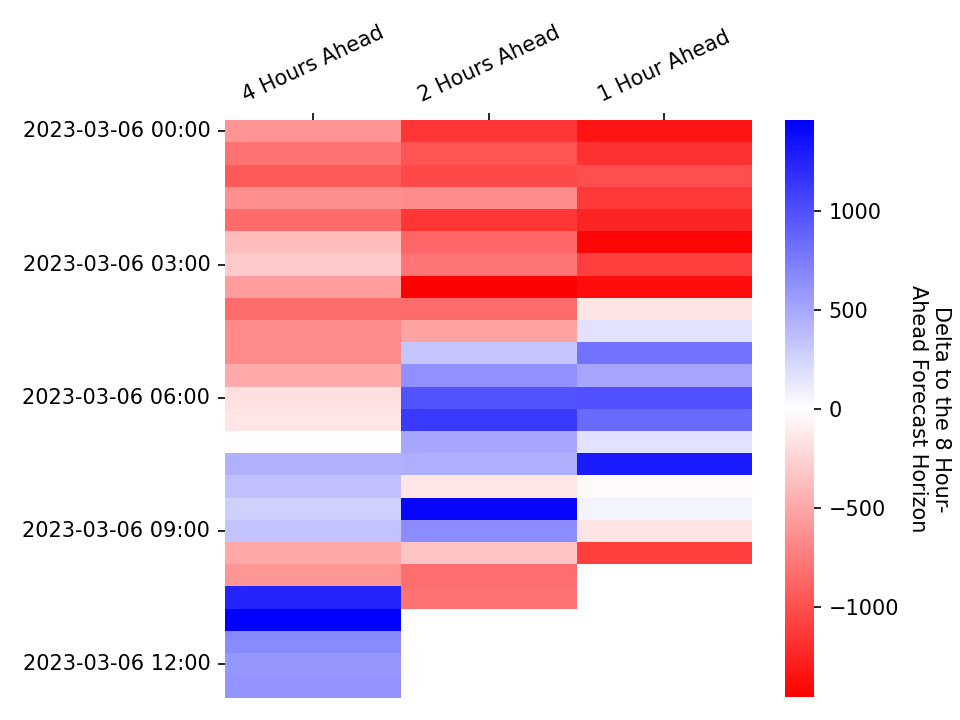 4 Hours Ahead
2 Hours Ahead
1 Hour Ahead
2023-03-06 00:00
2023-03-06 03:00
2023-03-06 06:00
2023-03-06 09:00
2023-03-06 12:00
1000
500
0
−500
−1000
Delta to the 8 Hour-
Ahead Forecast Horizon